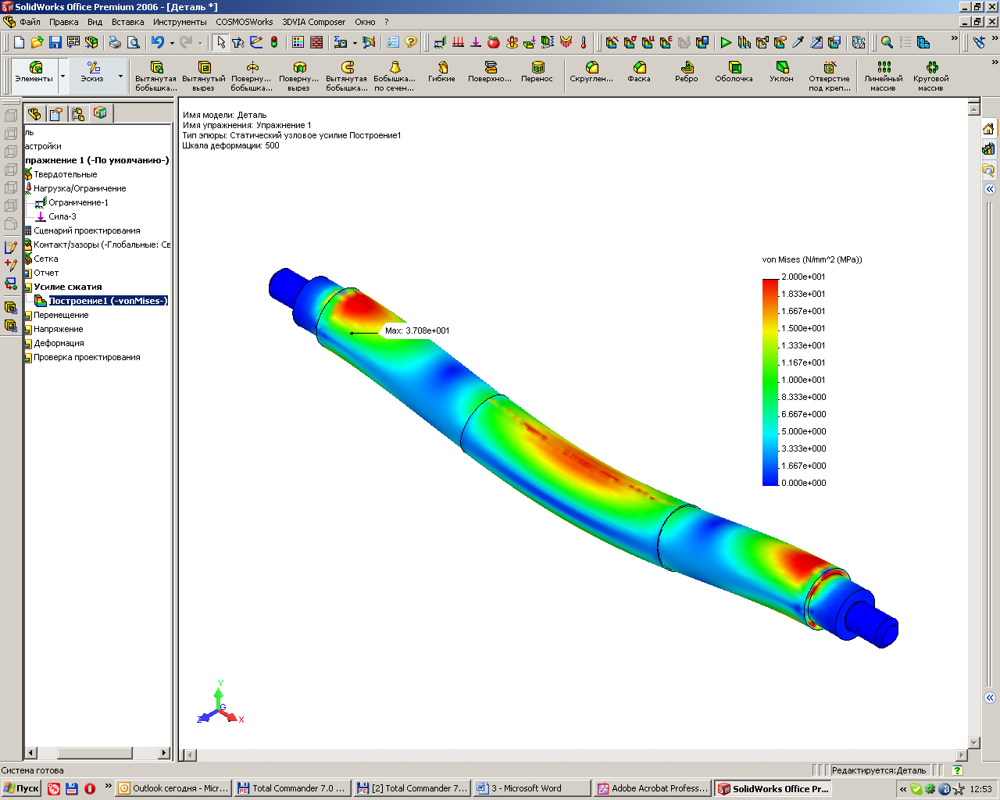 SolidWorks Office Premium 2006 - [Деталь *]
Файл Правка Вид Вставка Инструменты COSMOSWorks 3DVIA Composer Окно ?
Элементы Эскиз Вытянутая бобышка... Вытянутый вырез Поверну... бобышка... Поверну... вырез Вытянутая бобышка... Бобышка... по сечен... Гибкие Поверхно... Перенос Скруглен... Фаска Ребро Оболочка Уклон Отверстие под креп... Линейный массив Круговой массив
ль
астройки
пражнение 1 (-По умолчанию-)
Твердотельные
Нагрузка/Ограничение
Ограничение-1
Сила-3
Сценарий проектирования
Контакт/зазоры (-Глобальные: Св
Сетка
Отчет
Усилие сжатия
Построение1 (-vonMises-)
Перемещение
Напряжение
Деформация
Проверка проектирования
Имя модели: Деталь
Имя упражнения: Упражнение 1
Тип эпюры: Статический узловое усилие Построение1
Шкала деформации: 500
von Mises (N/mm^2 (MPa))
2.000e+001
1.833e+001
1.667e+001
1.500e+001
1.333e+001
1.167e+001
1.000e+001
8.333e+000
6.667e+000
5.000e+000
3.333e+000
1.667e+000
0.000e+000
Max: 3.708e+001
Y
G
Z
X
Система готова
Редактируется:Деталь
Пуск
Outlook сегодня - Micr...
Total Commander 7.0 ...
[2] Total Commander 7...
3 - Microsoft Word
Adobe Acrobat Profess...
SolidWorks Office Pr...
12:53